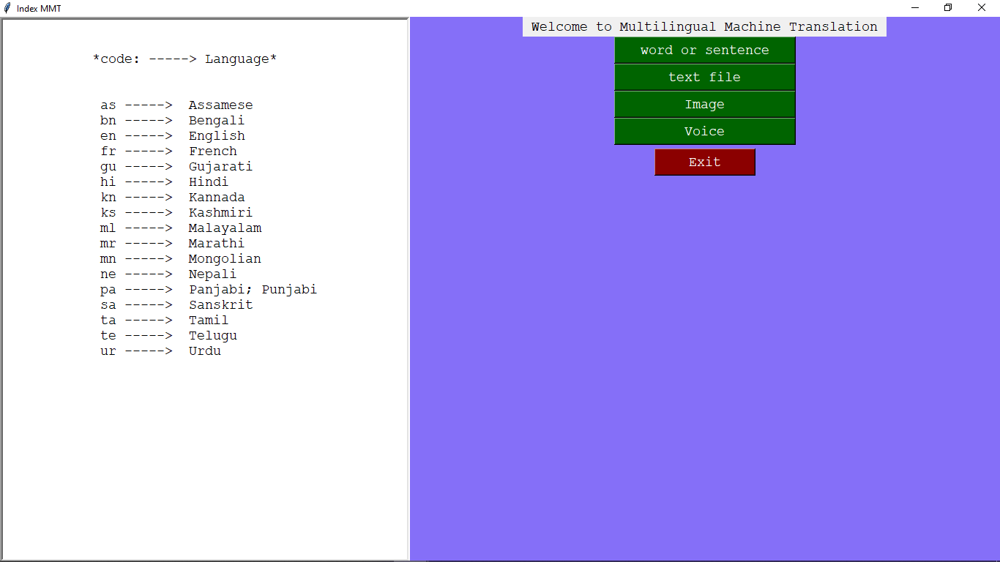 Index MMT
*code: -----> Language*
as -----> Assamese
bn -----> Bengali
en -----> English
fr -----> French
gu -----> Gujarati
hi -----> Hindi
kn -----> Kannada
ks -----> Kashmiri
ml -----> Malayalam
mr -----> Marathi
mn -----> Mongolian
ne -----> Nepali
pa -----> Panjabi; Punjabi
sa -----> Sanskrit
ta -----> Tamil
te -----> Telugu
ur -----> Urdu
Welcome to Multilingual Machine Translation
word or sentence
text file
Image
Voice
Exit